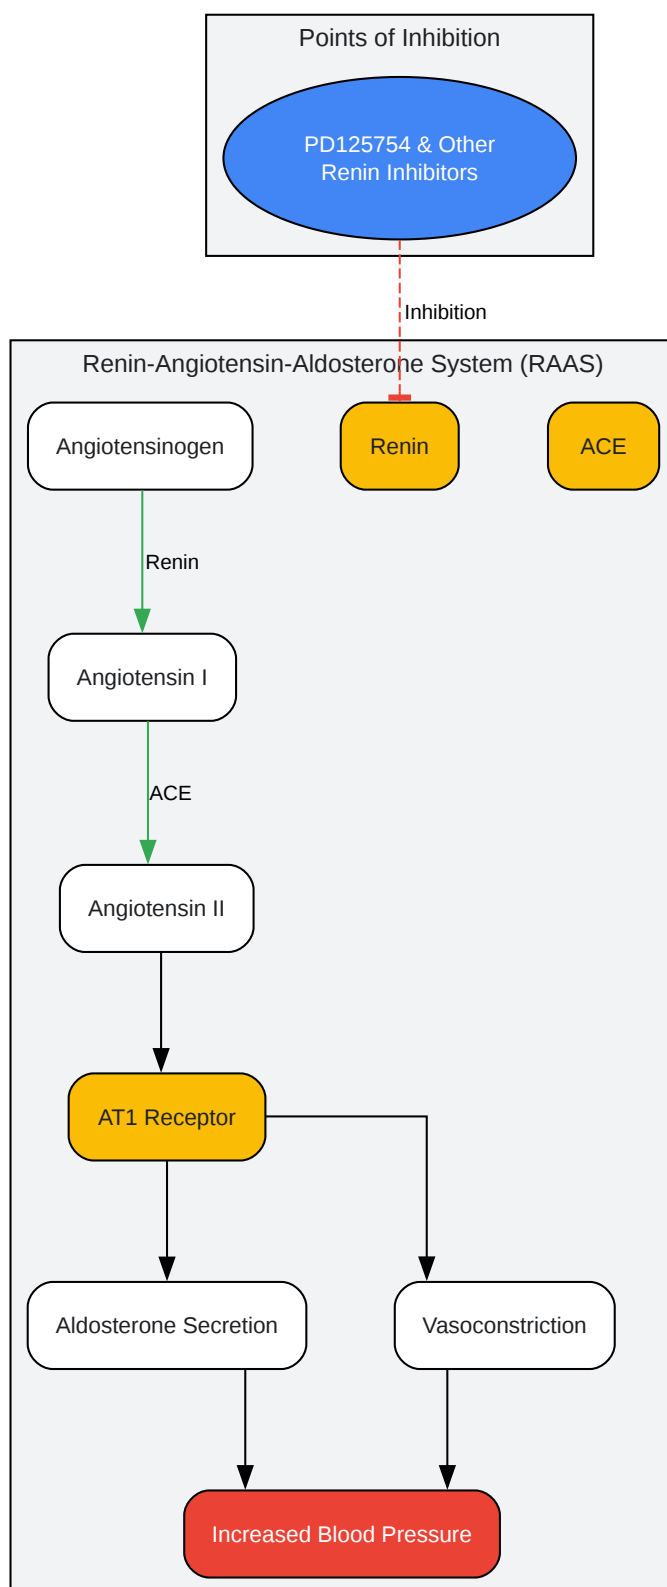 Points of Inhibition
PD125754 & Other
Renin Inhibitors
Inhibition
Renin-Angiotensin-Aldosterone System (RAAS)
Angiotensinogen
Renin
ACE
Renin
Angiotensin I
ACE
Angiotensin II
AT1 Receptor
Aldosterone Secretion
Vasoconstriction
Increased Blood Pressure